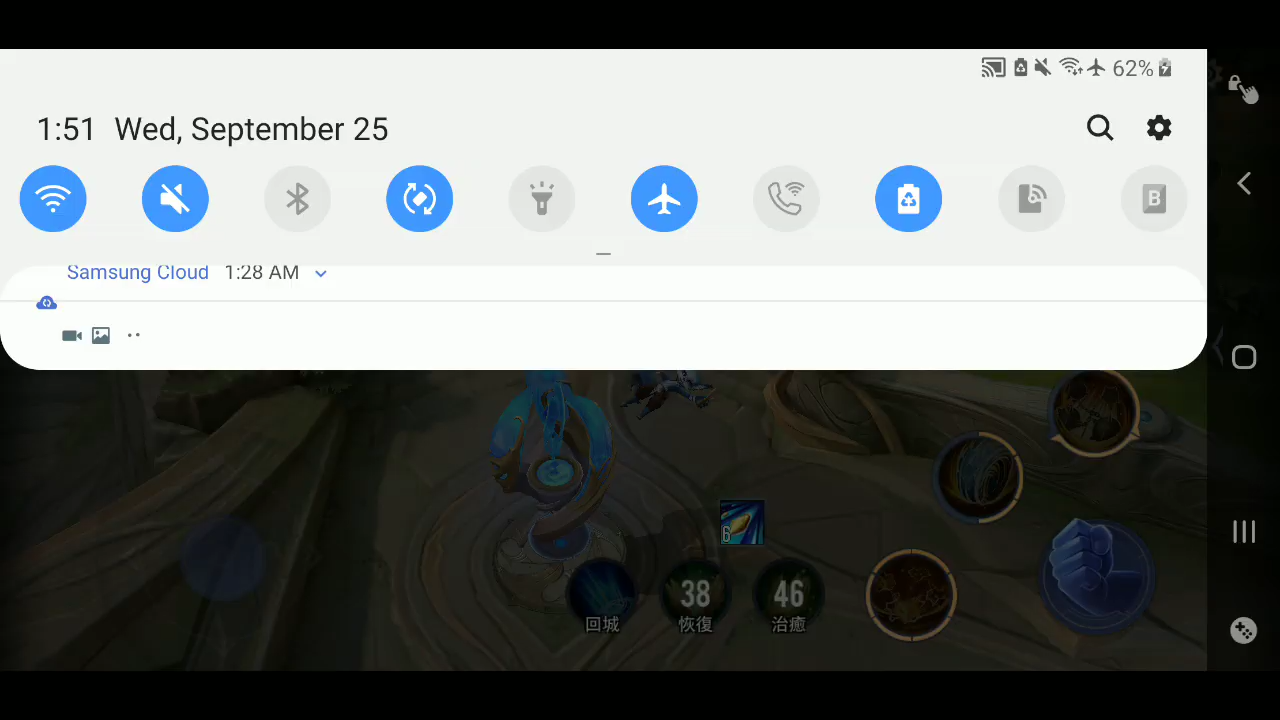 62%
1:51 Wed, September 25
B
Samsung Cloud 1:28 AM
6
38
46
回城
恢復
治癒